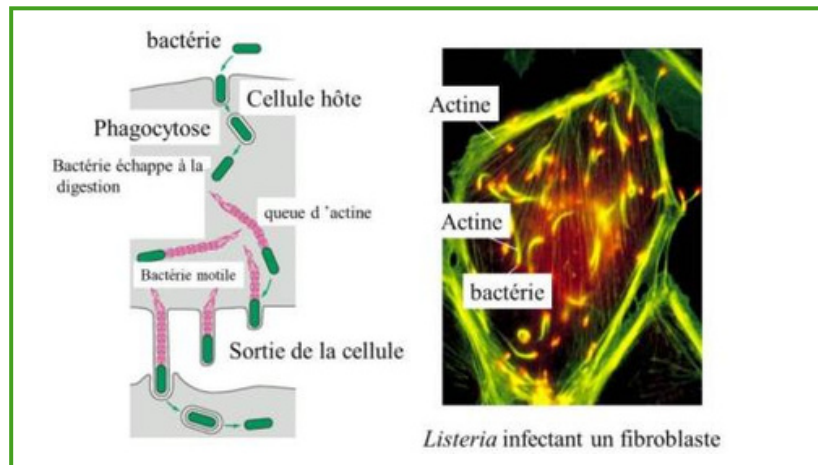 bactérie
Cellule hôte
Phagocytose
Bactérie échappe à la
digestion
queue d ’actine
Bactérie motile
Sortie de la cellule
Actine
Actine
bactérie
Listeria infectant un fibroblaste